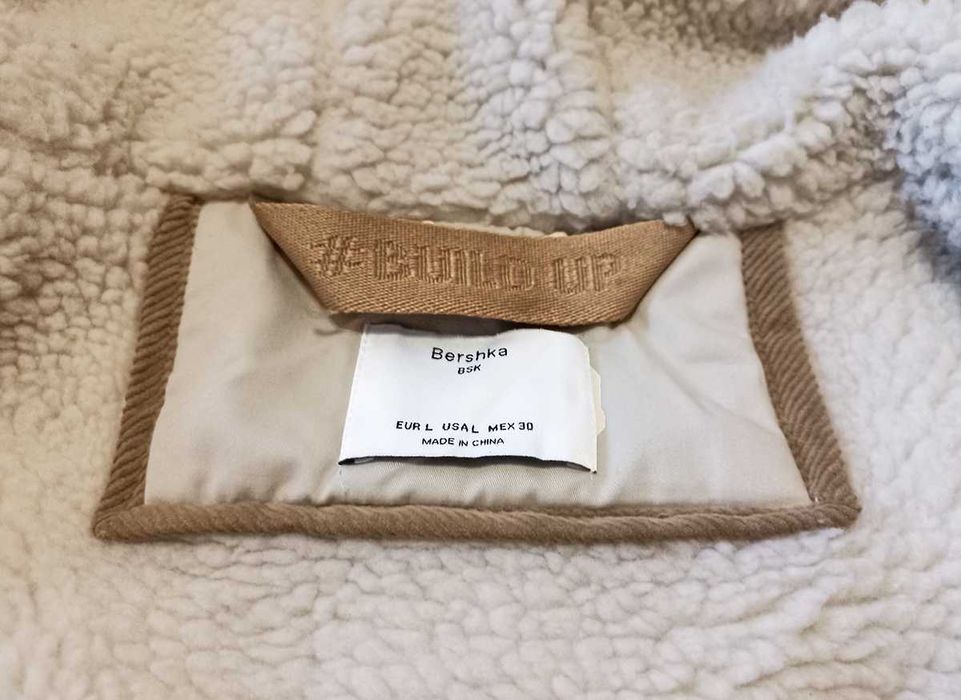 #BUILD UP
Bershka
BSK
EUR L USA L MEX 30
MADE IN CHINA